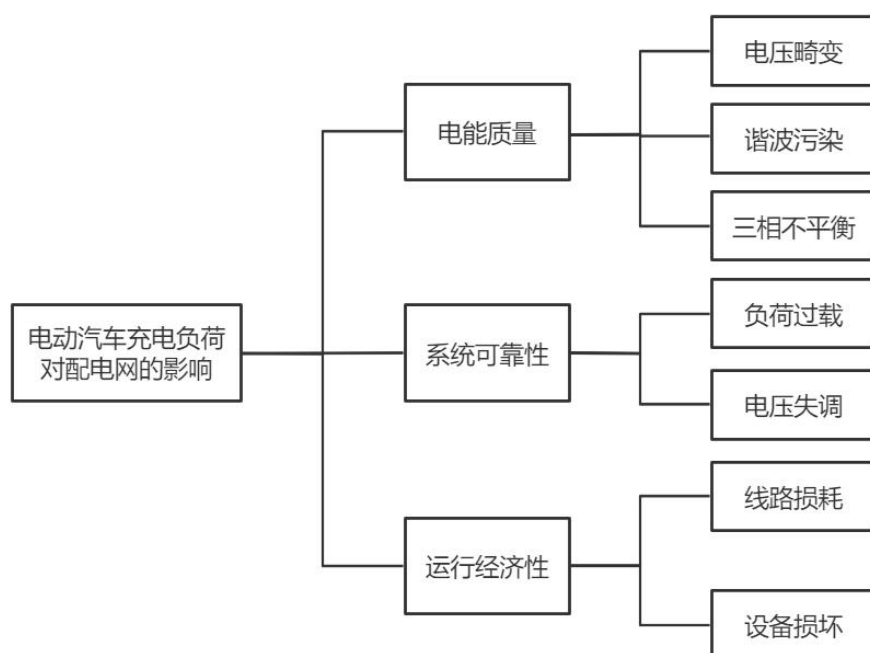 电动汽车充电负荷
对配电网的影响
电能质量
电压畸变
谐波污染
三相不平衡
系统可靠性
负荷过载
电压失调
运行经济性
线路损耗
设备损坏